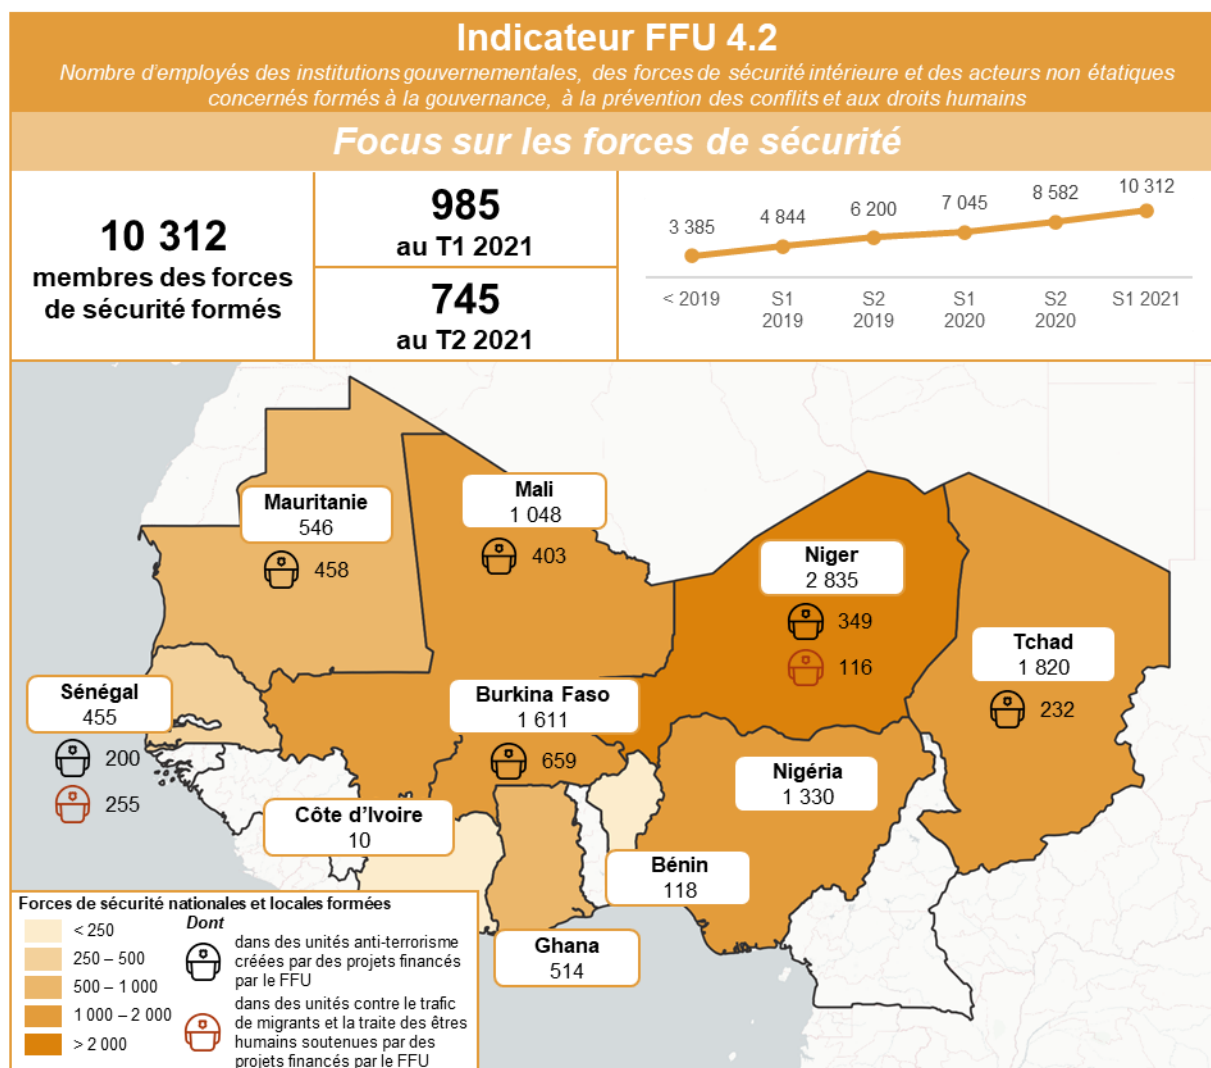 Indicateur FFU 4.2
Nombre d'employés des institutions gouvernementales, des forces de sécurité intérieure et des acteurs non étatiques
concernés formés à la gouvernance, à la prévention des conflits et aux droits humains
Focus sur les forces de sécurité
10 312
membres des forces
de sécurité formés
985
au T1 2021
745
au T2 2021
3 385
4 844
6 200
7 045
8 582
10 312
< 2019
S1
2019
S2
2019
S1
2020
S2
2020
S1 2021
Mauritanie
546
458
Mali
1 048
403
Niger
2 835
349
116
Tchad
1 820
232
Sénégal
455
200
255
Burkina Faso
1 611
659
Nigéria
1 330
Côte d’Ivoire
10
Bénin
118
Ghana
514
Forces de sécurité nationales et locales formées
< 250
250 – 500
500 – 1 000
1 000 – 2 000
> 2 000
Dont
dans des unités anti-terrorisme
créées par des projets financés
par le FFU
dans des unités contre le trafic
de migrants et la traite des êtres
humains soutenues par des
projets financés par le FFU